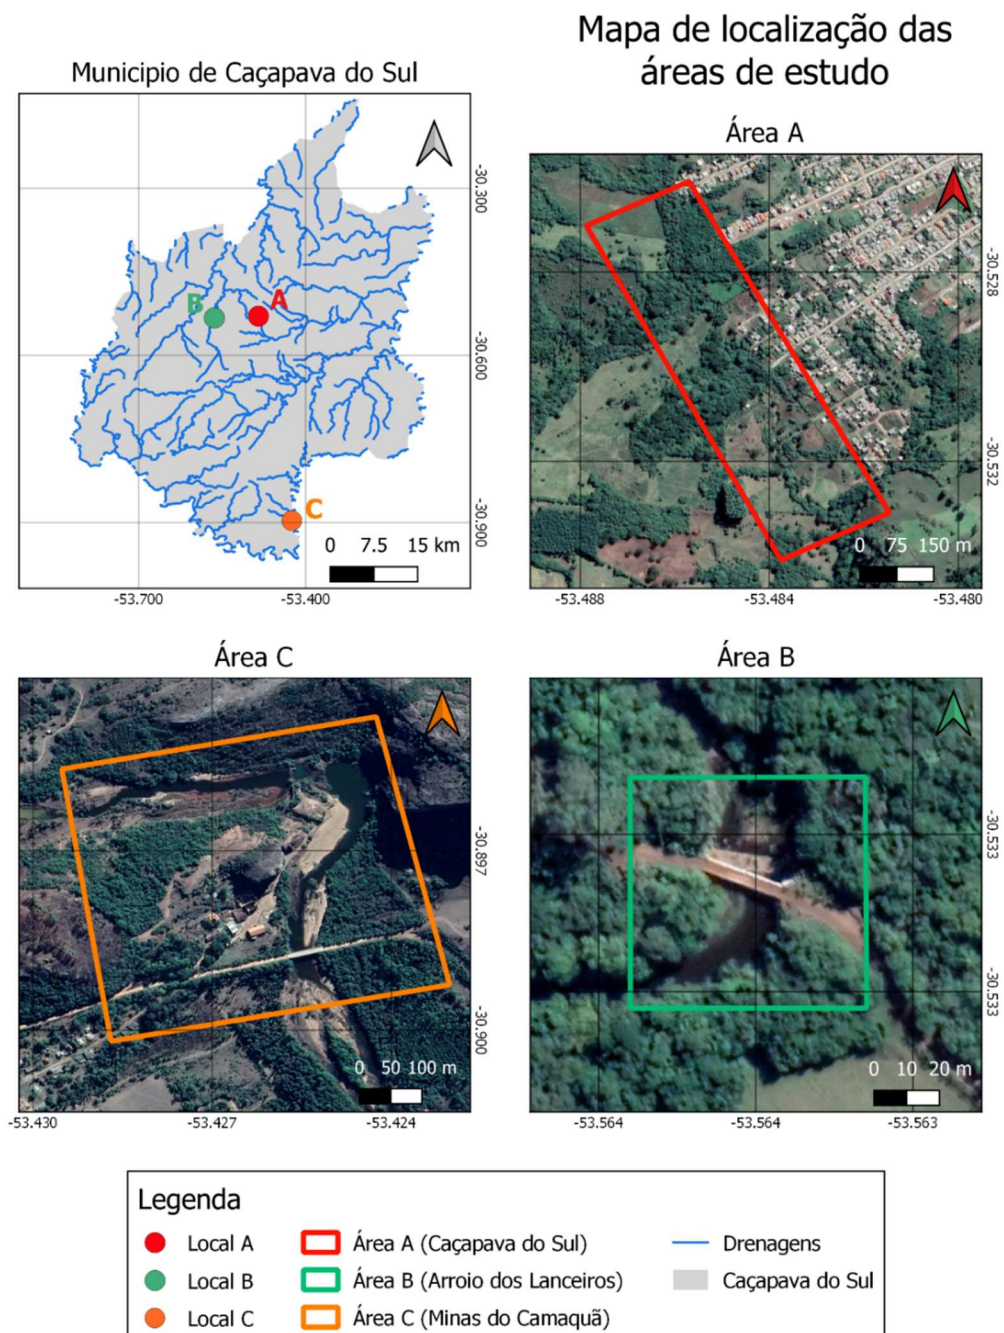 Mapa de localização das
áreas de estudo
Municipio de Caçapava do Sul
-30.300
-30.600
-30.900
B
A
C
0 7.5 15 km
-53.700
-53.400
Área A
-30.528
-30.532
0 75 150 m
-53.488
-53.484
-53.480
Área C
-30.897
-30.900
0 50 100 m
-53.430
-53.427
-53.424
Área B
-30.533
-30.533
0 10 20 m
-53.564
-53.564
-53.563
Legenda
Local A
Área A (Caçapava do Sul)
Drenagens
Local B
Área B (Arroio dos Lanceiros)
Caçapava do Sul
Local C
Área C (Minas do Camaquã)